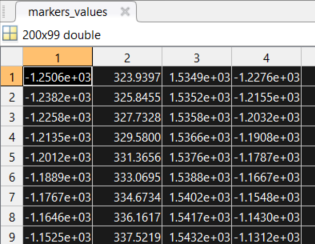 markers_values
200x99 double
1 2 3 4
1 -1.2506e+03 323.9397 1.5349e+03 -1.2276e+03
2 -1.2382e+03 325.8455 1.5352e+03 -1.2155e+03
3 -1.2258e+03 327.7328 1.5358e+03 -1.2032e+03
4 -1.2135e+03 329.5800 1.5366e+03 -1.1908e+03
5 -1.2012e+03 331.3656 1.5376e+03 -1.1787e+03
6 -1.1889e+03 333.0695 1.5388e+03 -1.1667e+03
7 -1.1767e+03 334.6734 1.5402e+03 -1.1548e+03
8 -1.1646e+03 336.1617 1.5417e+03 -1.1430e+03
9 -1.1525e+03 337.5219 1.5432e+03 -1.1312e+03